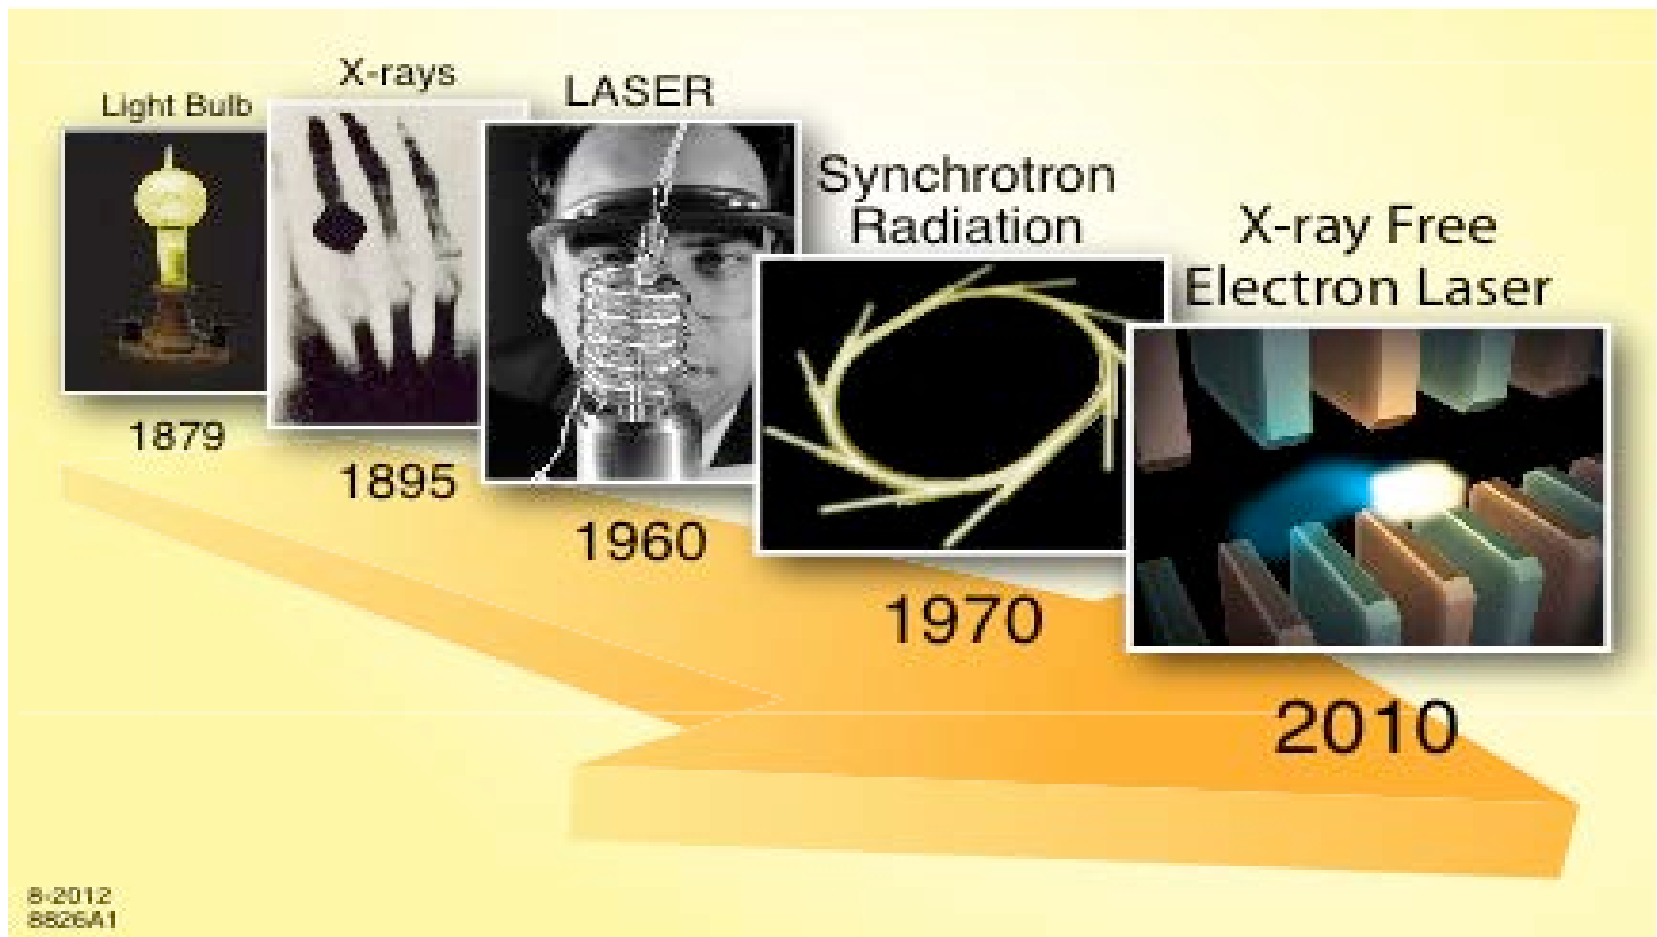 Light Bulb
X-rays
LASER
Synchrotron
Radiation
X-ray Free
Electron Laser
1879
1895
1960
1970
2010
8-2012
8826A1